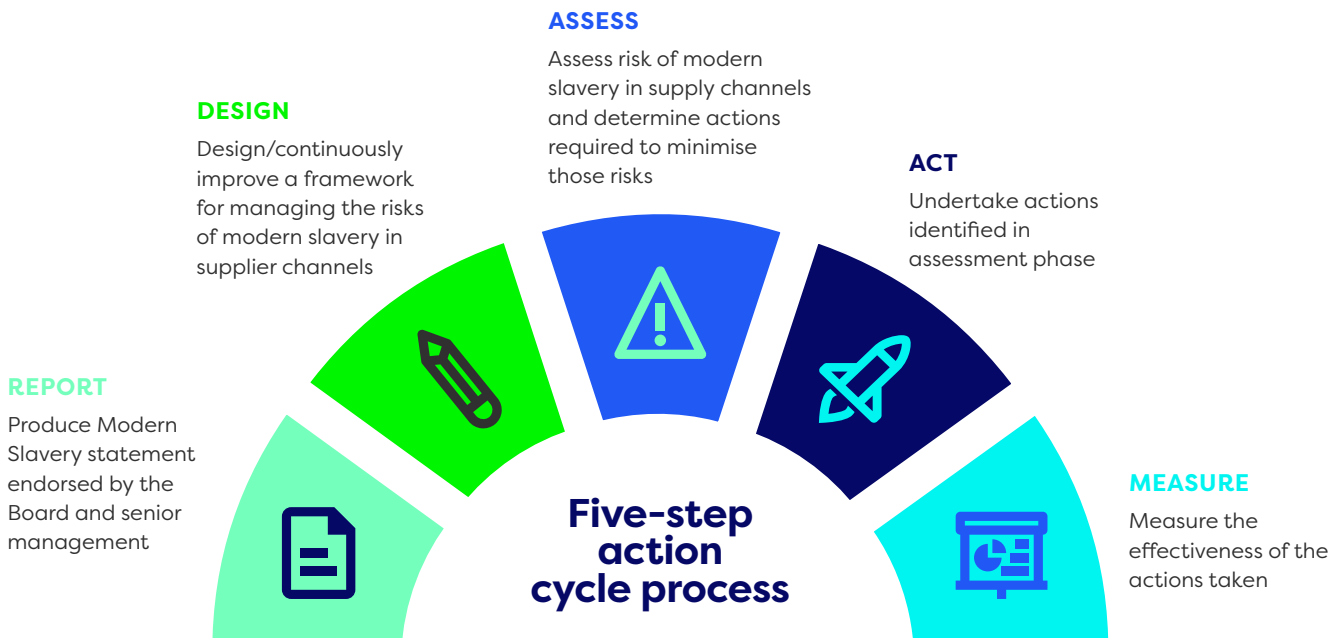 REPORT
Produce Modern
Slavery statement
endorsed by the
Board and senior
management
DESIGN
Design/continuously
improve a framework
for managing the risks
of modern slavery in
supplier channels
ASSESS
Assess risk of modern
slavery in supply channels
and determine actions
required to minimise
those risks
ACT
Undertake actions
identified in
assessment phase
MEASURE
Measure the
effectiveness of the
actions taken
Five-step
action
cycle process